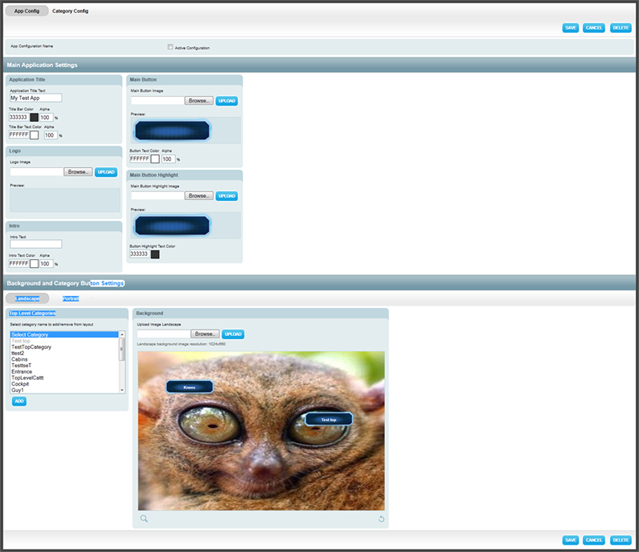 App Config Category Config
SAVE CANCEL DELETE
App Configuration Name Active Configuration
Main Application Settings
Application Title
Application Title Text
My Test App
Title Bar Color Alpha
333333 100 %
Title Bar Text Color Alpha
FFFFFF 100 %
Logo
Logo Image
Browse.. UPLOAD
Preview:
Intro
Intro Text
Intro Text Color Alpha
FFFFFF 100 %
Main Button
Main Button Image
Browse.. UPLOAD
Preview:
Button Text Color Alpha
FFFFFF 100 %
Main Button Highlight
Main Button Highlight Image
Browse.. UPLOAD
Preview:
Button Highlight Text Color
333333
Background and Category Button Settings
Landscape Portrait
Top Level Categories
Select category name to add/remove from layout
Select Category
Test top
TestTopCategory
ttest2
Cabins
TestteeT
Entrance
TopLevelCattt
Cockpit
Guy1
ADD
Background
Upload Image Landscape
Browse.. UPLOAD
Landscape background image resolution:
Test top
SAVE CANCEL DELETE